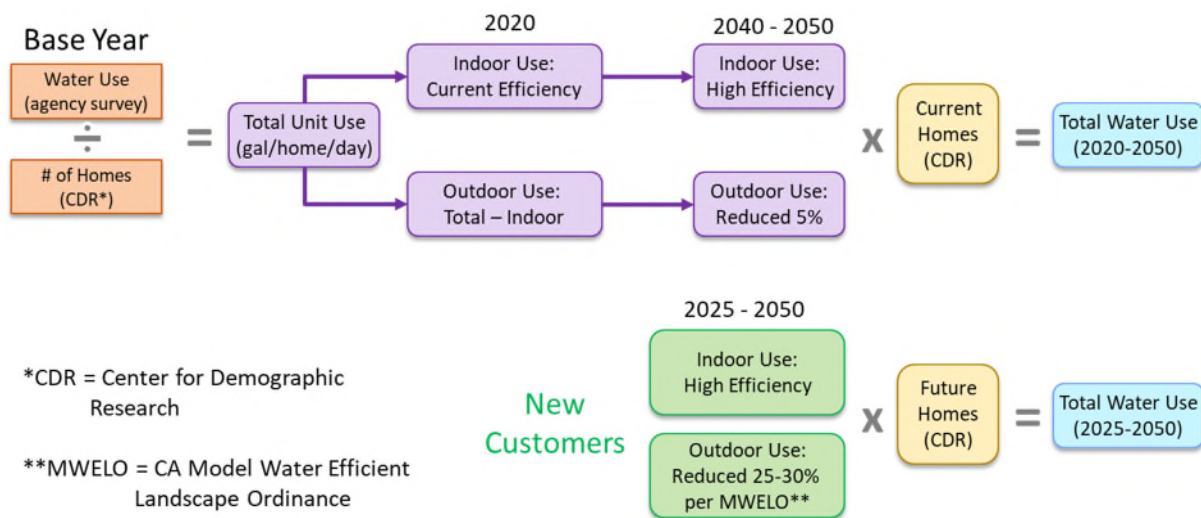 Base Year
Water Use
(agency survey)
÷
# of Homes
(CDR*)
=
Total Unit Use
(gal/home/day)
2020
Indoor Use:
Current Efficiency
Outdoor Use:
Total – Indoor
2040 - 2050
Indoor Use:
High Efficiency
Outdoor Use:
Reduced 5%
x
Current
Homes
(CDR)
=
Total Water Use
(2020-2050)
*CDR = Center for Demographic
Research
**MWELO = CA Model Water Efficient
Landscape Ordinance
New
Customers
2025 - 2050
Indoor Use:
High Efficiency
Outdoor Use:
Reduced 25-30%
per MWELO**
x
Future
Homes
(CDR)
=
Total Water Use
(2025-2050)